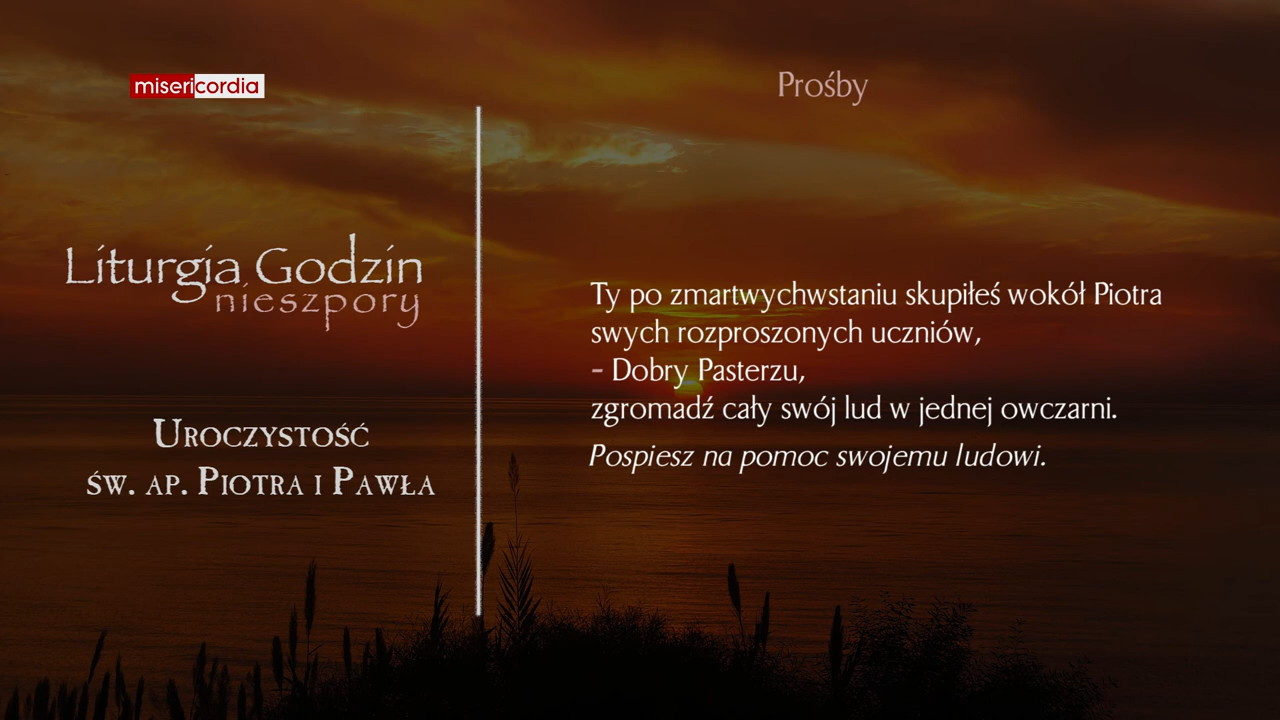 misericordia
Liturgia Godzin
nieszpory
Uroczystość
św. ap. Piotra i Pawła
Prośby
Ty po zmartwychwstaniu skupiłeś wokół Piotra
swych rozproszonych uczniów,
- Dobry Pasterzu,
zgromadź cały swój lud w jednej owczarni.
Pospiesz na pomoc swojemu ludowi.